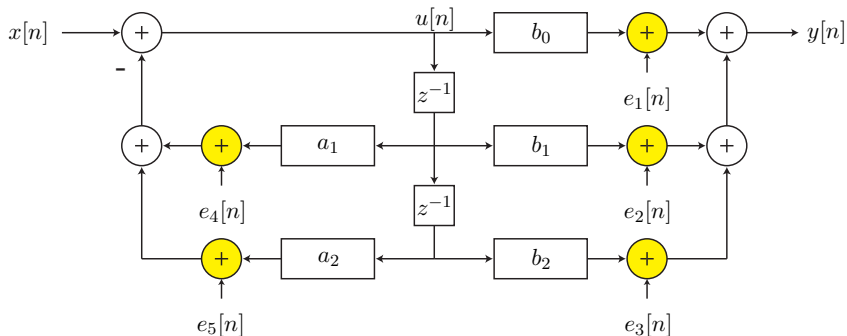 x[n] + u[n] b₀ + + y[n]
-
z⁻¹
e₁[n]
+ + a₁ b₁ + +
e₄[n] z⁻¹ e₂[n]
+ a₂ b₂ +
e₅[n] e₃[n]